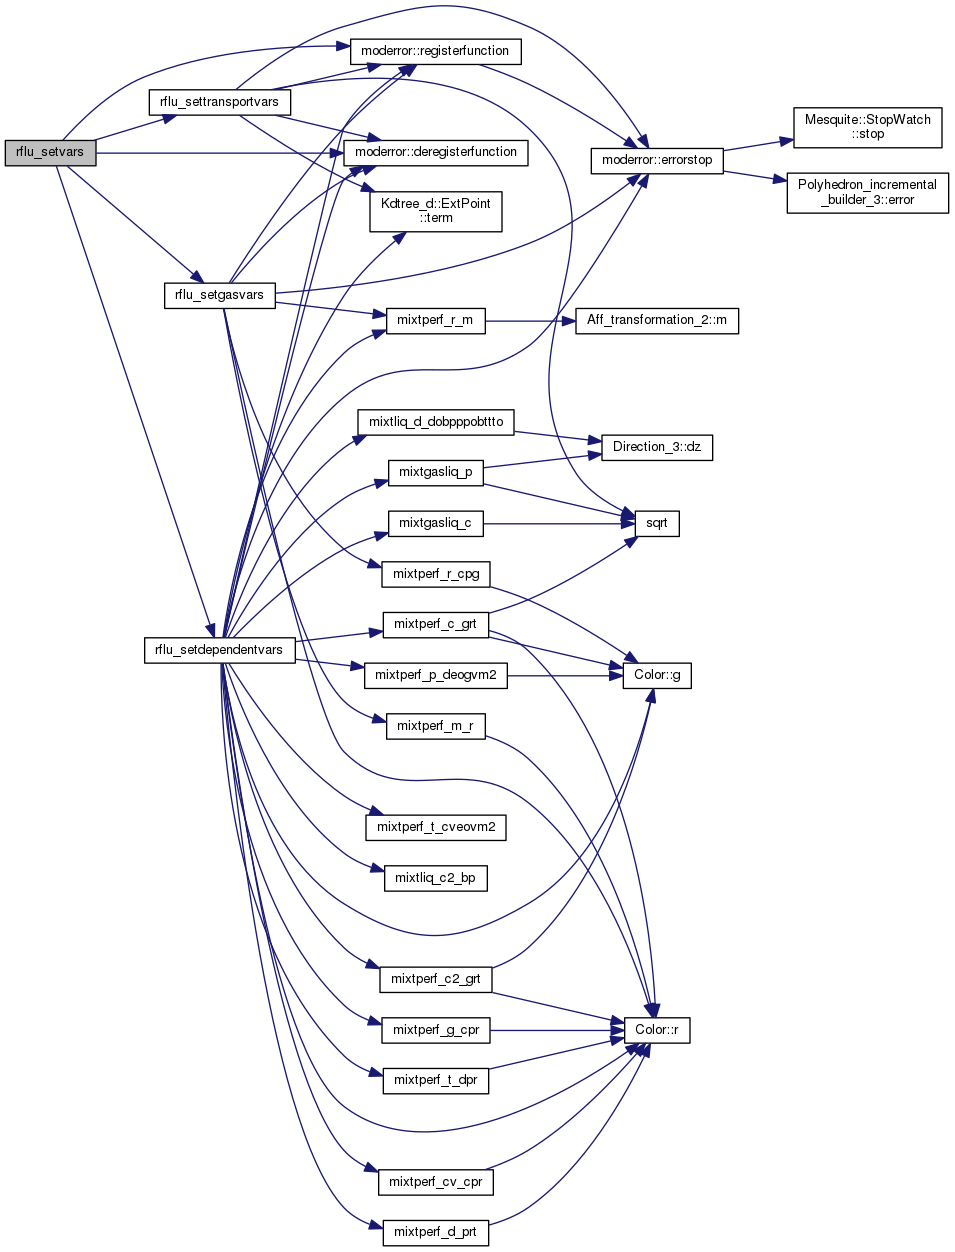 moderror::registerfunction
rflu_settransportvars
Mesquite::StopWatch
::stop
rflu_setvars
moderror::deregisterfunction
moderror::errorstop
Polyhedron_incremental
_builder_3::error
Kdtree_d::ExtPoint
::term
rflu_setgasvars
mixtperf_r_m
Aff_transformation_2::m
mixtliq_d_dobpppobttto
Direction_3::dz
mixtgasliq_p
mixtgasliq_c
sqrt
mixtperf_r_cpg
mixtperf_c_grt
rflu_setdependentvars
mixtperf_p_deogvm2
Color::g
mixtperf_m_r
mixtperf_t_cveovm2
mixtliq_c2_bp
mixtperf_c2_grt
mixtperf_g_cpr
Color::r
mixtperf_t_dpr
mixtperf_cv_cpr
mixtperf_d_prt